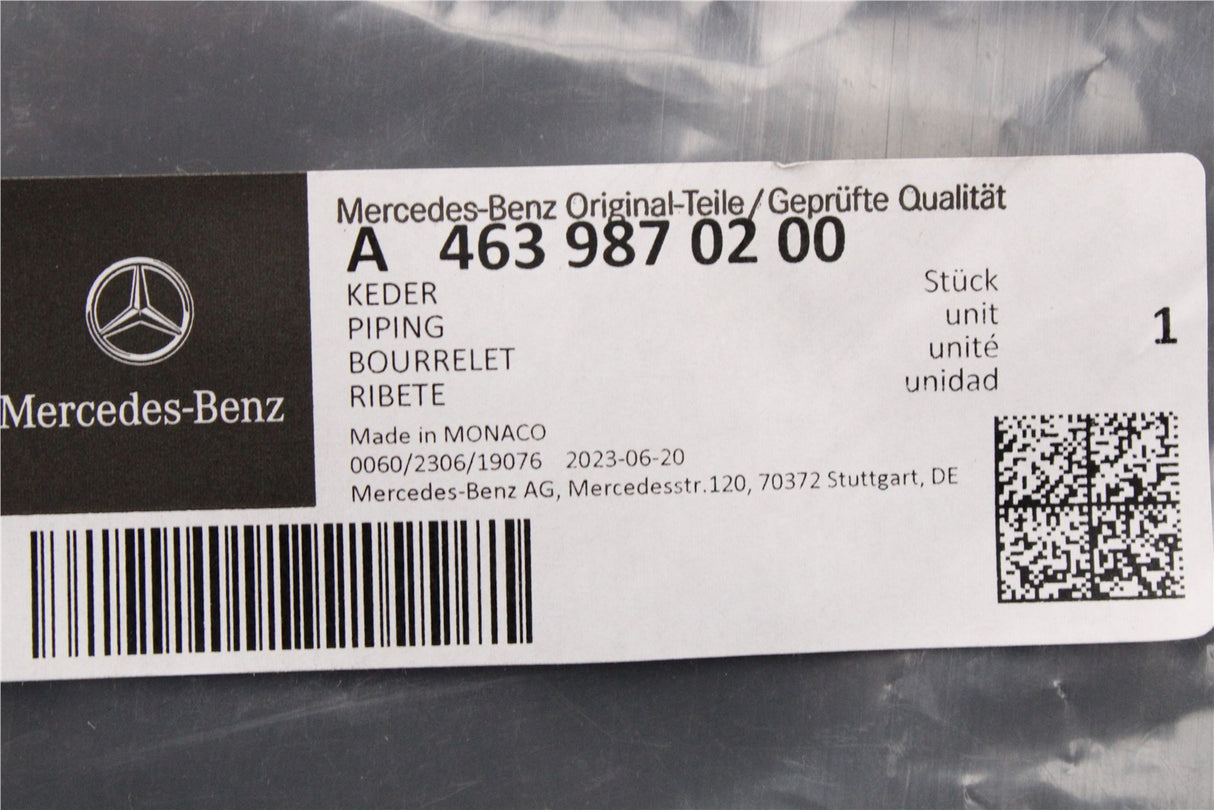 Mercedes-Benz
Mercedes-Benz Original-Teile/Geprüfte Qualität
A 463 987 02 00
KEDER
PIPING
BOURRELET
RIBETE
Stück
unit
unité
unidad
1
Made in MONACO
0060/2306/19076 2023-06-20
Mercedes-Benz AG, Mercedesstr.120, 70372 Stuttgart, DE